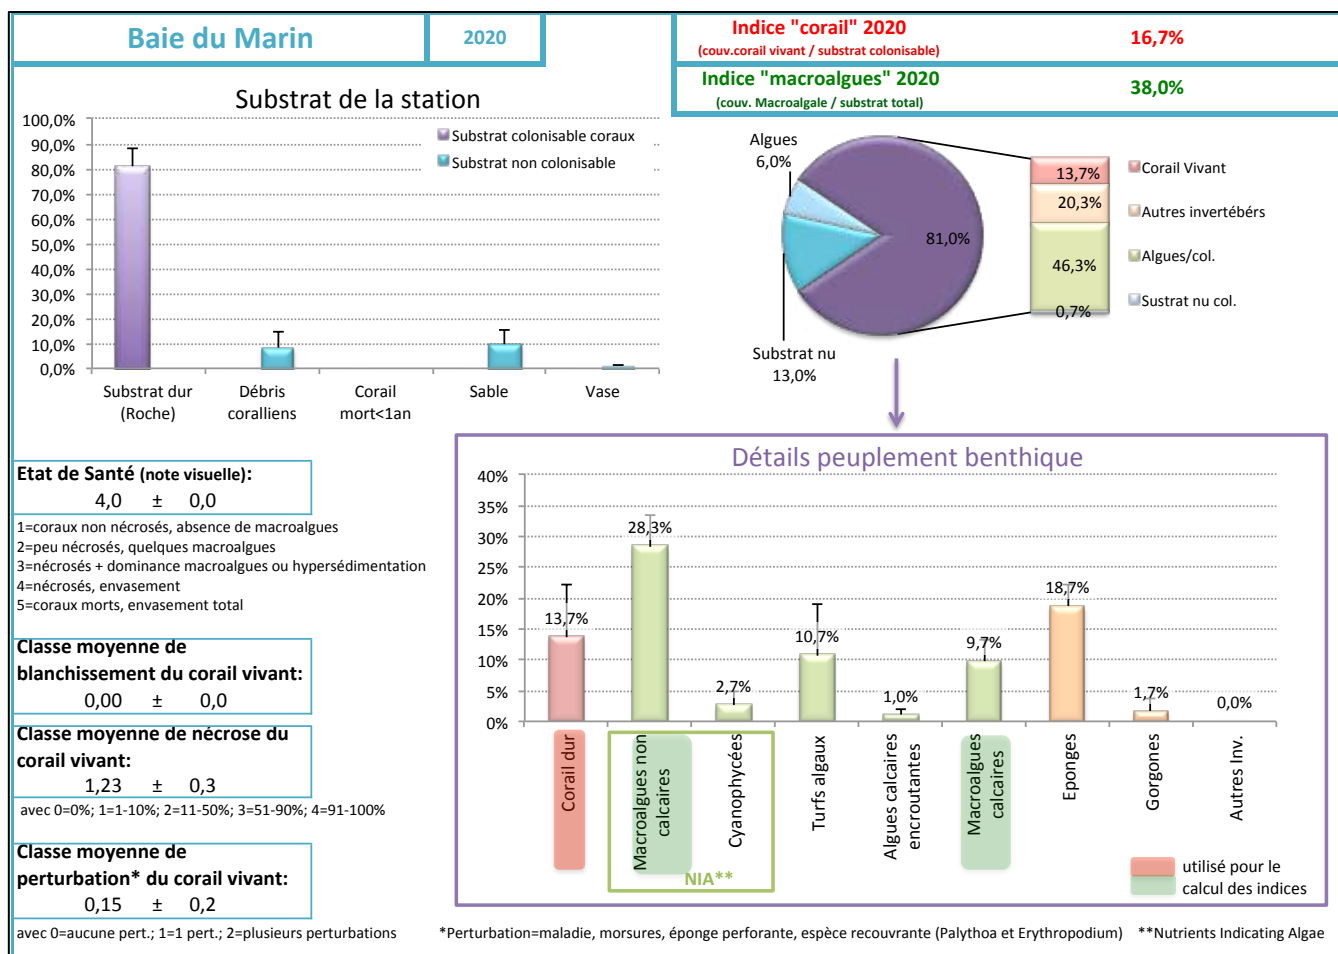 Baie du Marin
2020
Indice "corail" 2020
(couv.corail vivant / substrat colonisable)
16,7%
Indice "macroalgues" 2020
(couv. Macroalgale / substrat total)
38,0%
Substrat de la station
100,0%
90,0%
80,0%
70,0%
60,0%
50,0%
40,0%
30,0%
20,0%
10,0%
0,0%
Substrat colonisable coraux
Substrat non colonisable
Substrat dur
(Roche)
Débris
coralliens
Corail
mort<1an
Sable
Vase
Algues
6,0%
81,0%
Substrat nu
13,0%
13,7%
20,3%
46,3%
0,7%
Corail Vivant
Autres invertébérs
Algues/col.
Sustrat nu col.
Etat de Santé (note visuelle):
4,0 ± 0,0
1=coraux non nécrosés, absence de macroalgues
2=peu nécrosés, quelques macroalgues
3=nécrosés + dominance macroalgues ou hypersédimentation
4=nécrosés, envasement
5=coraux morts, envasement total
Classe moyenne de
blanchissement du corail vivant:
0,00 ± 0,0
Classe moyenne de nécrose du
corail vivant:
1,23 ± 0,3
avec 0=0%; 1=1-10%; 2=11-50%; 3=51-90%; 4=91-100%
Classe moyenne de
perturbation* du corail vivant:
0,15 ± 0,2
avec 0=aucune pert.; 1=1 pert.; 2=plusieurs perturbations
Détails peuplement benthique
40%
35%
30%
25%
20%
15%
10%
5%
0%
13,7%
28,3%
2,7%
10,7%
1,0%
9,7%
18,7%
1,7%
0,0%
Corail dur
Macroalgues non
calcaires
Cyanophycées
Turfs algaux
Algues calcaires
encroutantes
Macroalgues
calcaires
Eponges
Gorgones
Autres Inv.
NIA**
utilisé pour le
calcul des indices
*Perturbation=maladie, morsures, éponge perforante, espèce recouvrante (Palythoa et Erythropodium) **Nutrients Indicating Algae